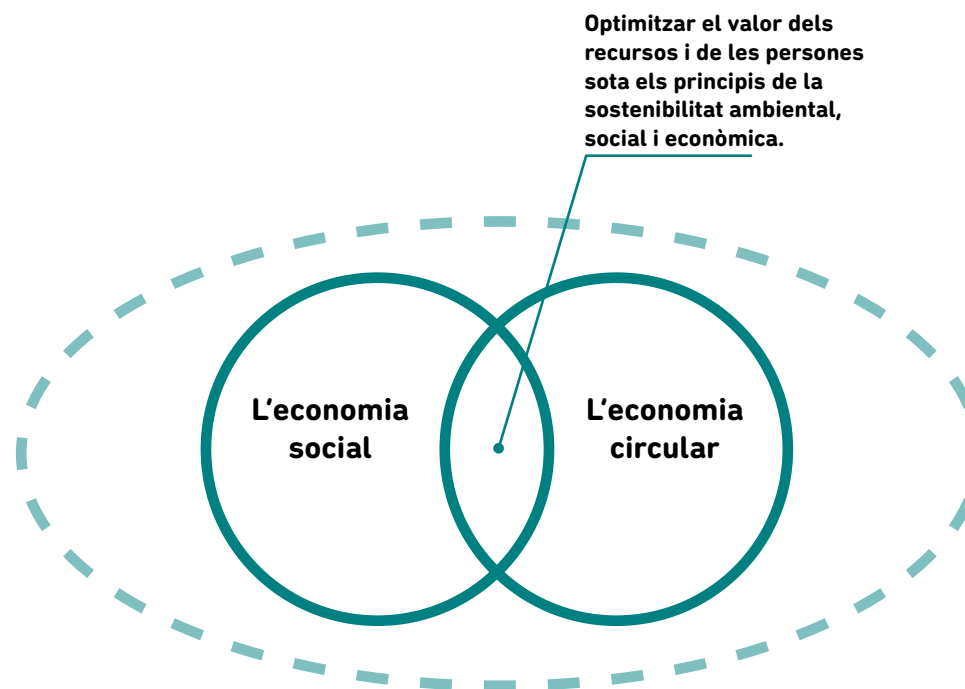 Optimitzar el valor dels
recursos i de les persones
sota els principis de la
sostenibilitat ambiental,
social i econòmica.
L'economia
social
L'economia
circular